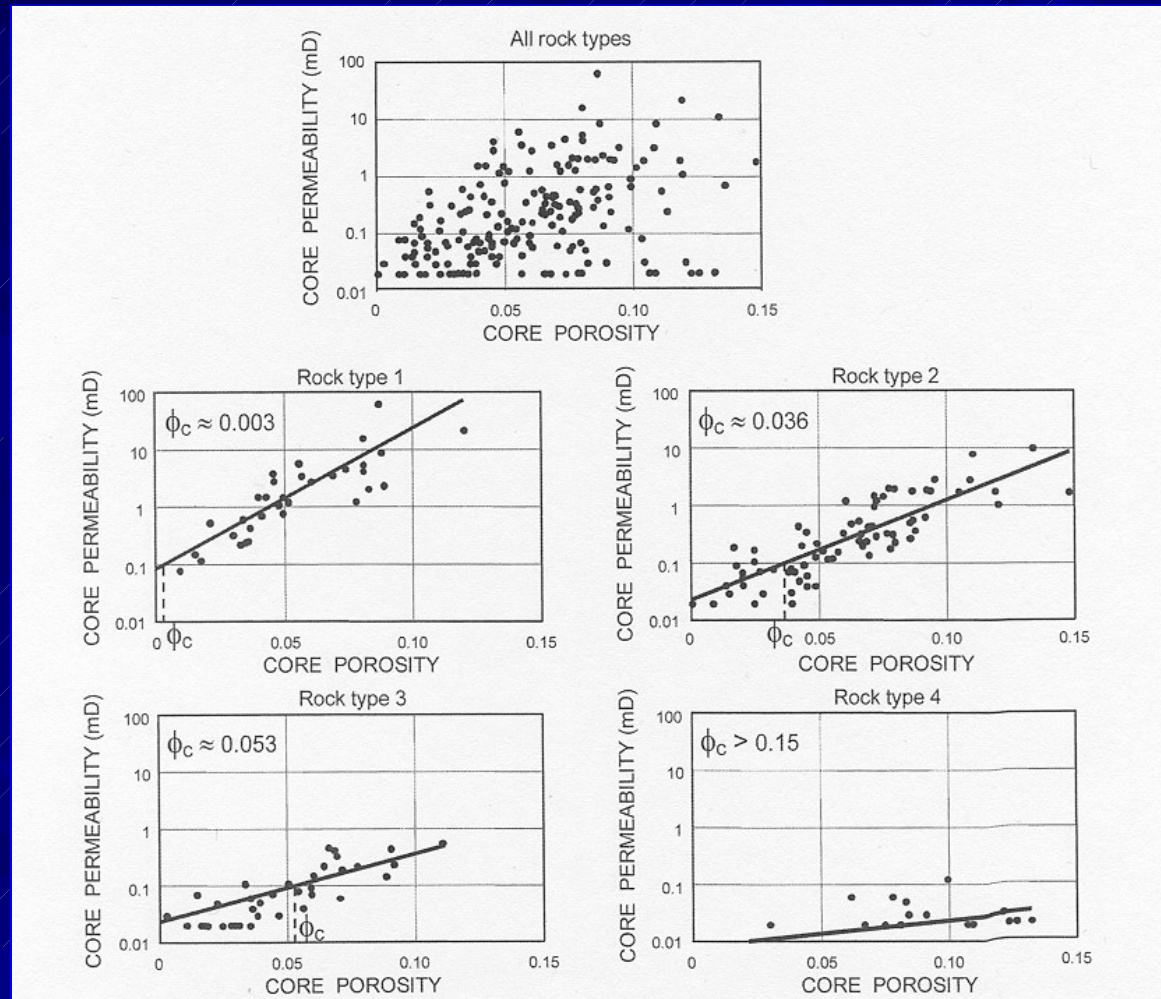 All rock types
CORE PERMEABILITY (mD)
100
10
1
0.1
0.01
0
0.05
0.10
0.15
CORE POROSITY
Rock type 1
CORE PERMEABILITY (mD)
100
10
1
0.1
0.01
ϕC ≈ 0.003
ϕC
0
0.05
0.10
0.15
CORE POROSITY
Rock type 2
CORE PERMEABILITY (mD)
100
10
1
0.1
0.01
ϕC ≈ 0.036
ϕC
0
0.05
0.10
0.15
CORE POROSITY
Rock type 3
CORE PERMEABILITY (mD)
100
10
1
0.1
0.01
ϕC ≈ 0.053
ϕC
0
0.05
0.10
0.15
CORE POROSITY
Rock type 4
CORE PERMEABILITY (mD)
100
10
1
0.1
0.01
ϕC > 0.15
0
0.05
0.10
0.15
CORE POROSITY